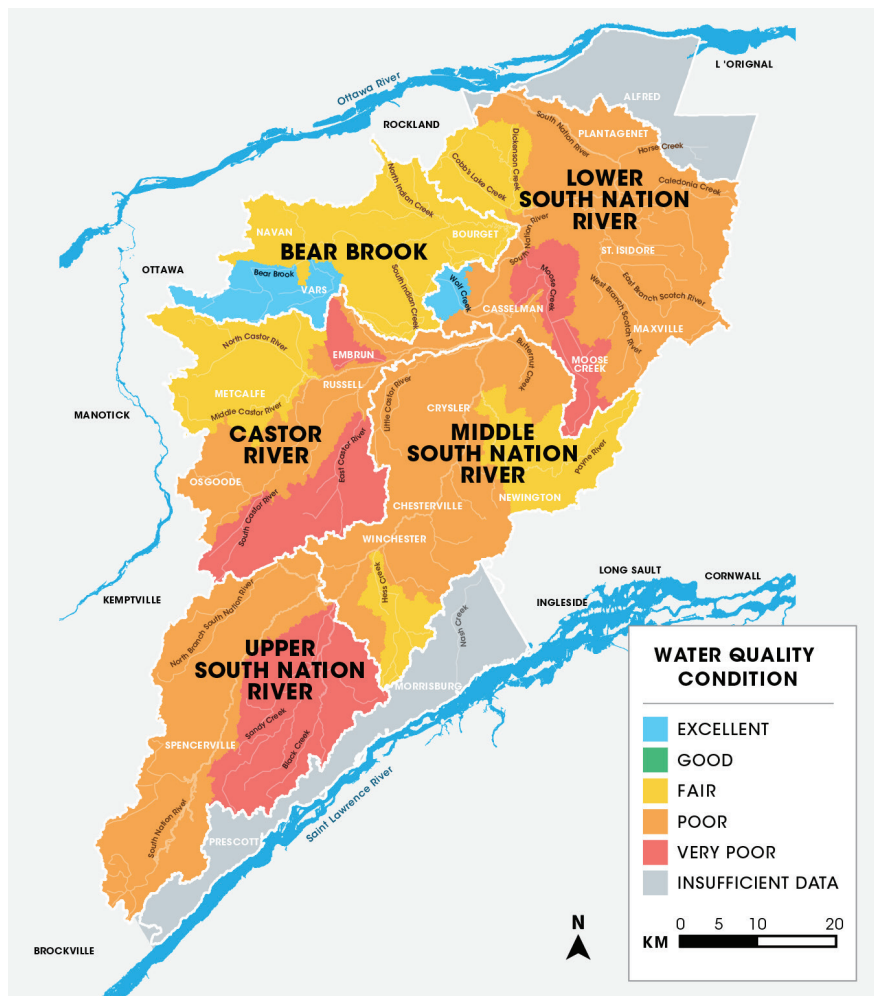 L 'ORIGNAL
Ottawa River
ALFRED
ROCKLAND
South Nation River
PLANTAGENET
Horse Creek
Dickenson Creek
Cobb's Lake Creek
North Indian Creek
LOWER
SOUTH NATION
RIVER
Caledonia Creek
NAVAN
BOURGET
South Nation River
BEAR BROOK
ST. ISIDORE
OTTAWA
Bear Brook
VARS
South Indian Creek
Wolf Creek
Moose Creek
East Branch Scotch River
West Branch Scotch River
CASSELMAN
MAXVILLE
North Castor River
EMBRUN
Butternut Creek
MOOSE
CREEK
RUSSELL
METCALFE
Little Castor River
CRYSLER
Middle Castor River
MANOTICK
CASTOR
RIVER
East Castor River
MIDDLE
SOUTH NATION
RIVER
Payne River
OSGOODE
South Castor River
NEWINGTON
CHESTERVILLE
WINCHESTER
Hess Creek
LONG SAULT
CORNWALL
KEMPTVILLE
INGLESIDE
North Branch South Nation River
Nash Creek
UPPER
SOUTH NATION
RIVER
MORRISBURG
Sandy Creek
Black Creek
SPENCERVILLE
Saint Lawrence River
South Nation River
PRESCOTT
BROCKVILLE
WATER QUALITY
CONDITION
EXCELLENT
GOOD
FAIR
POOR
VERY POOR
INSUFFICIENT DATA
N
0 5 10 20
KM